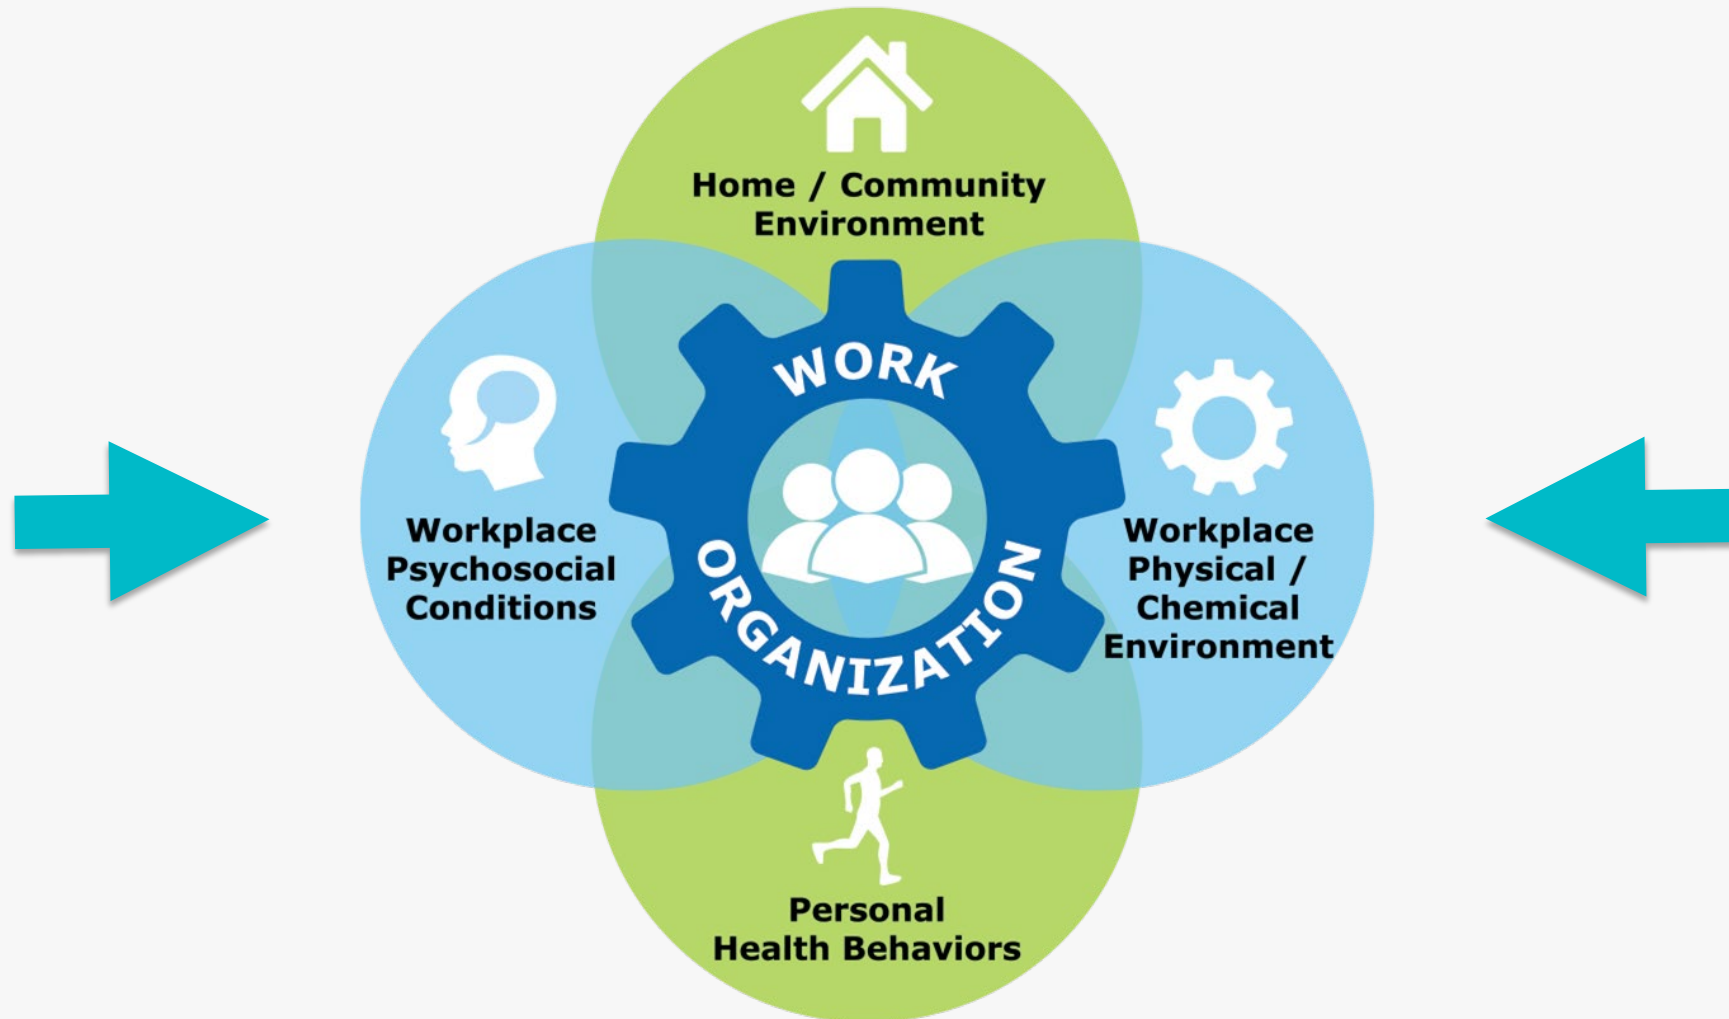 Home / Community
Environment
WORK
ORGANIZATION
Workplace
Psychosocial
Conditions
Workplace
Physical /
Chemical
Environment
Personal
Health Behaviors